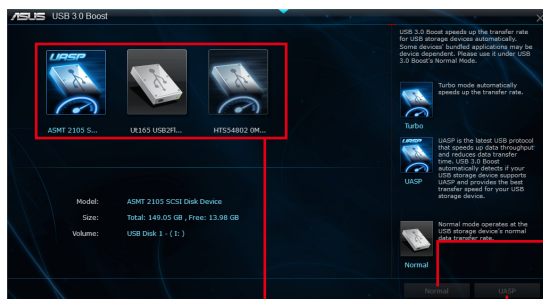 ASUS USB 3.0 Boost
USB 3.0 Boost speeds up the transfer rate
for USB storage devices automatically.
Some devices' bundled applications may be
device dependent. Please use it under USB
3.0 Boost's Normal Mode.
UASP
ASMT 2105 S...
Ut165 USB2Fl...
HTS54802 0M...
Turbo mode automatically
speeds up the transfer rate.
Turbo
UASP is the latest USB protocol
that speeds up data throughput
and reduces data transfer
time. USB 3.0 Boost
automatically detects if your
USB storage device supports
UASP and provides the best
transfer speed for your USB
storage device.
UASP
UASP
Model: ASMT 2105 SCSI Disk Device
Size: Total: 149.05 GB , Free: 13.98 GB
Volume: USB Disk 1 - ( I: )
Normal mode operates at the
USB storage device's normal
data transfer rate.
Normal
Normal
UASP